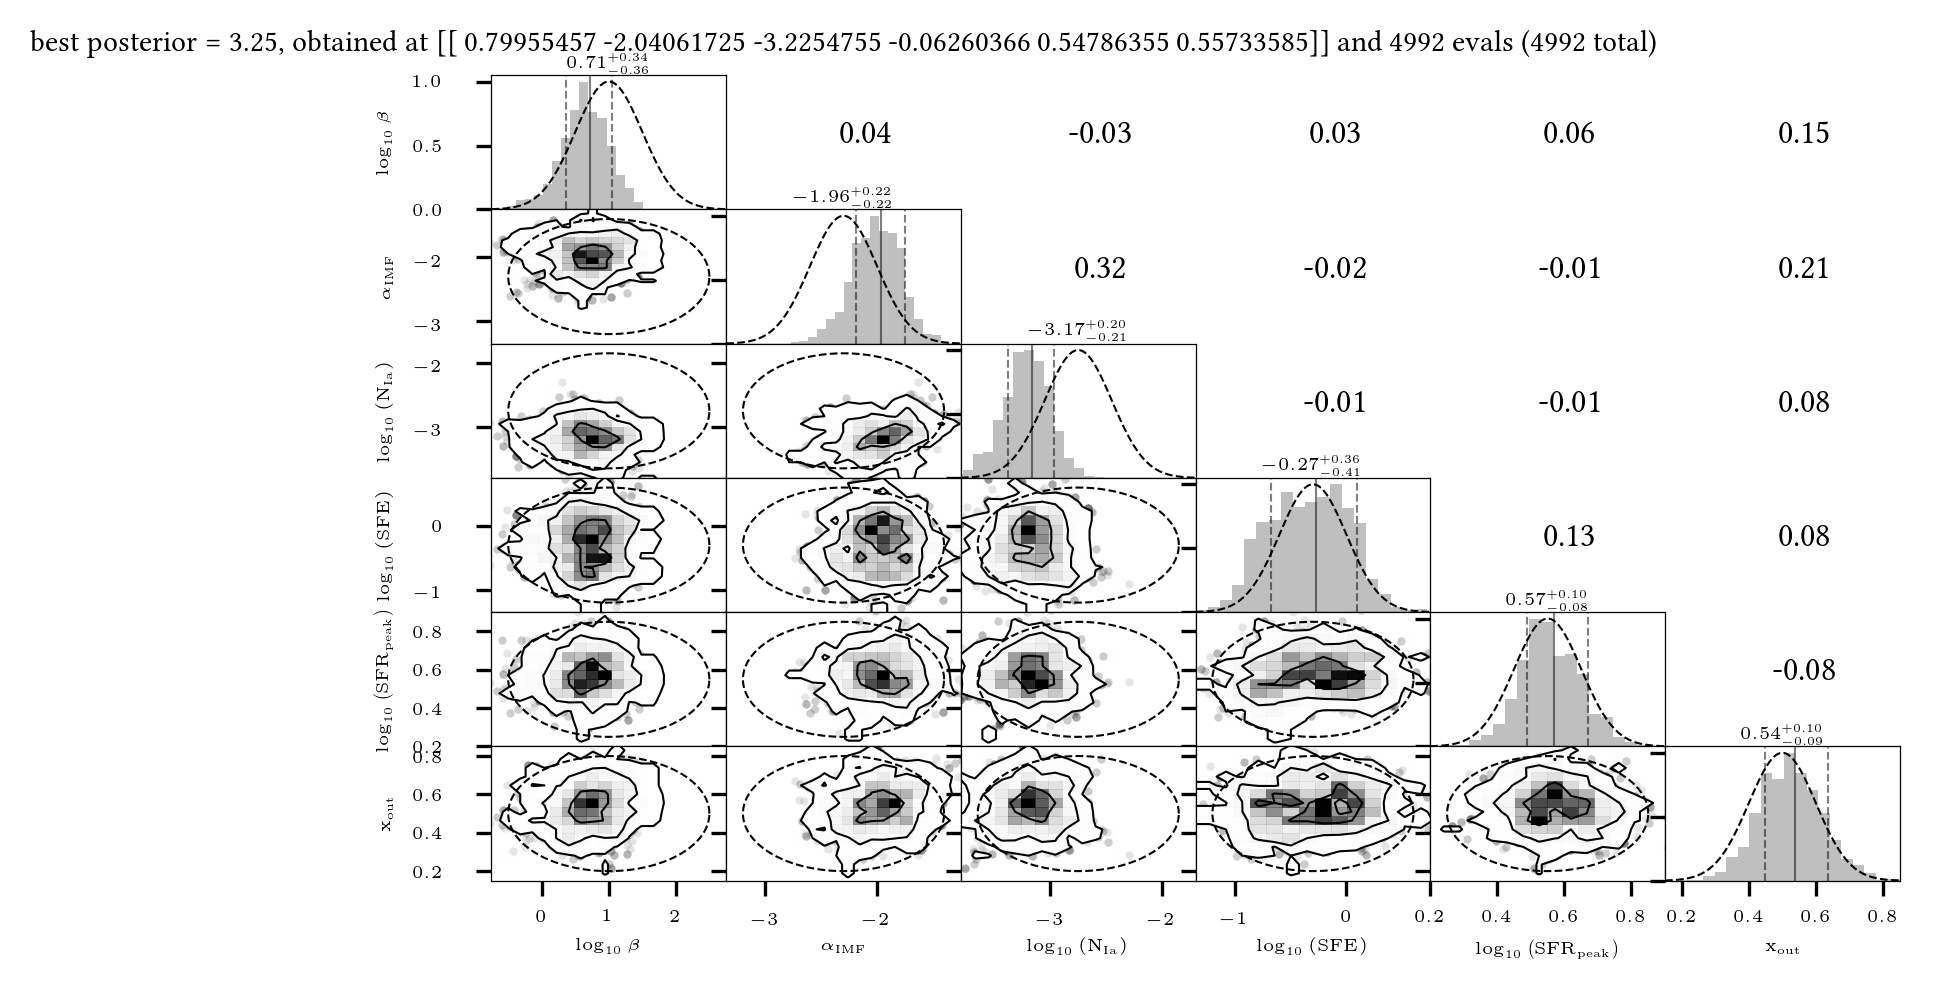 best posterior = 3.25, obtained at [[ 0.79955457 -2.04061725 -3.2254755 -0.06260366 0.54786355 0.55733585]] and 4992 evals (4992 total)
0.71+0.34 −0.36
1.0
log10 β
0.5
0.0
0.04
-0.03
0.03
0.06
0.15
−1.96+0.22 −0.22
αIMF
−2
−3
0.32
-0.02
-0.01
0.21
−3.17+0.20 −0.21
log10 (NIa)
−2
−3
-0.01
-0.01
0.08
−0.27+0.36 −0.41
log10 (SFE)
0
−1
0.13
0.08
0.57+0.10 −0.08
log10 (SFRpeak)
0.8
0.6
0.4
0.2
-0.08
0.54+0.10 −0.09
xout
0.8
0.6
0.4
0.2
0 1 2
−3 −2
−3 −2
−1 0
0.2 0.4 0.6 0.8
0.2 0.4 0.6 0.8
log10 β
αIMF
log10 (NIa)
log10 (SFE)
log10 (SFRpeak)
xout